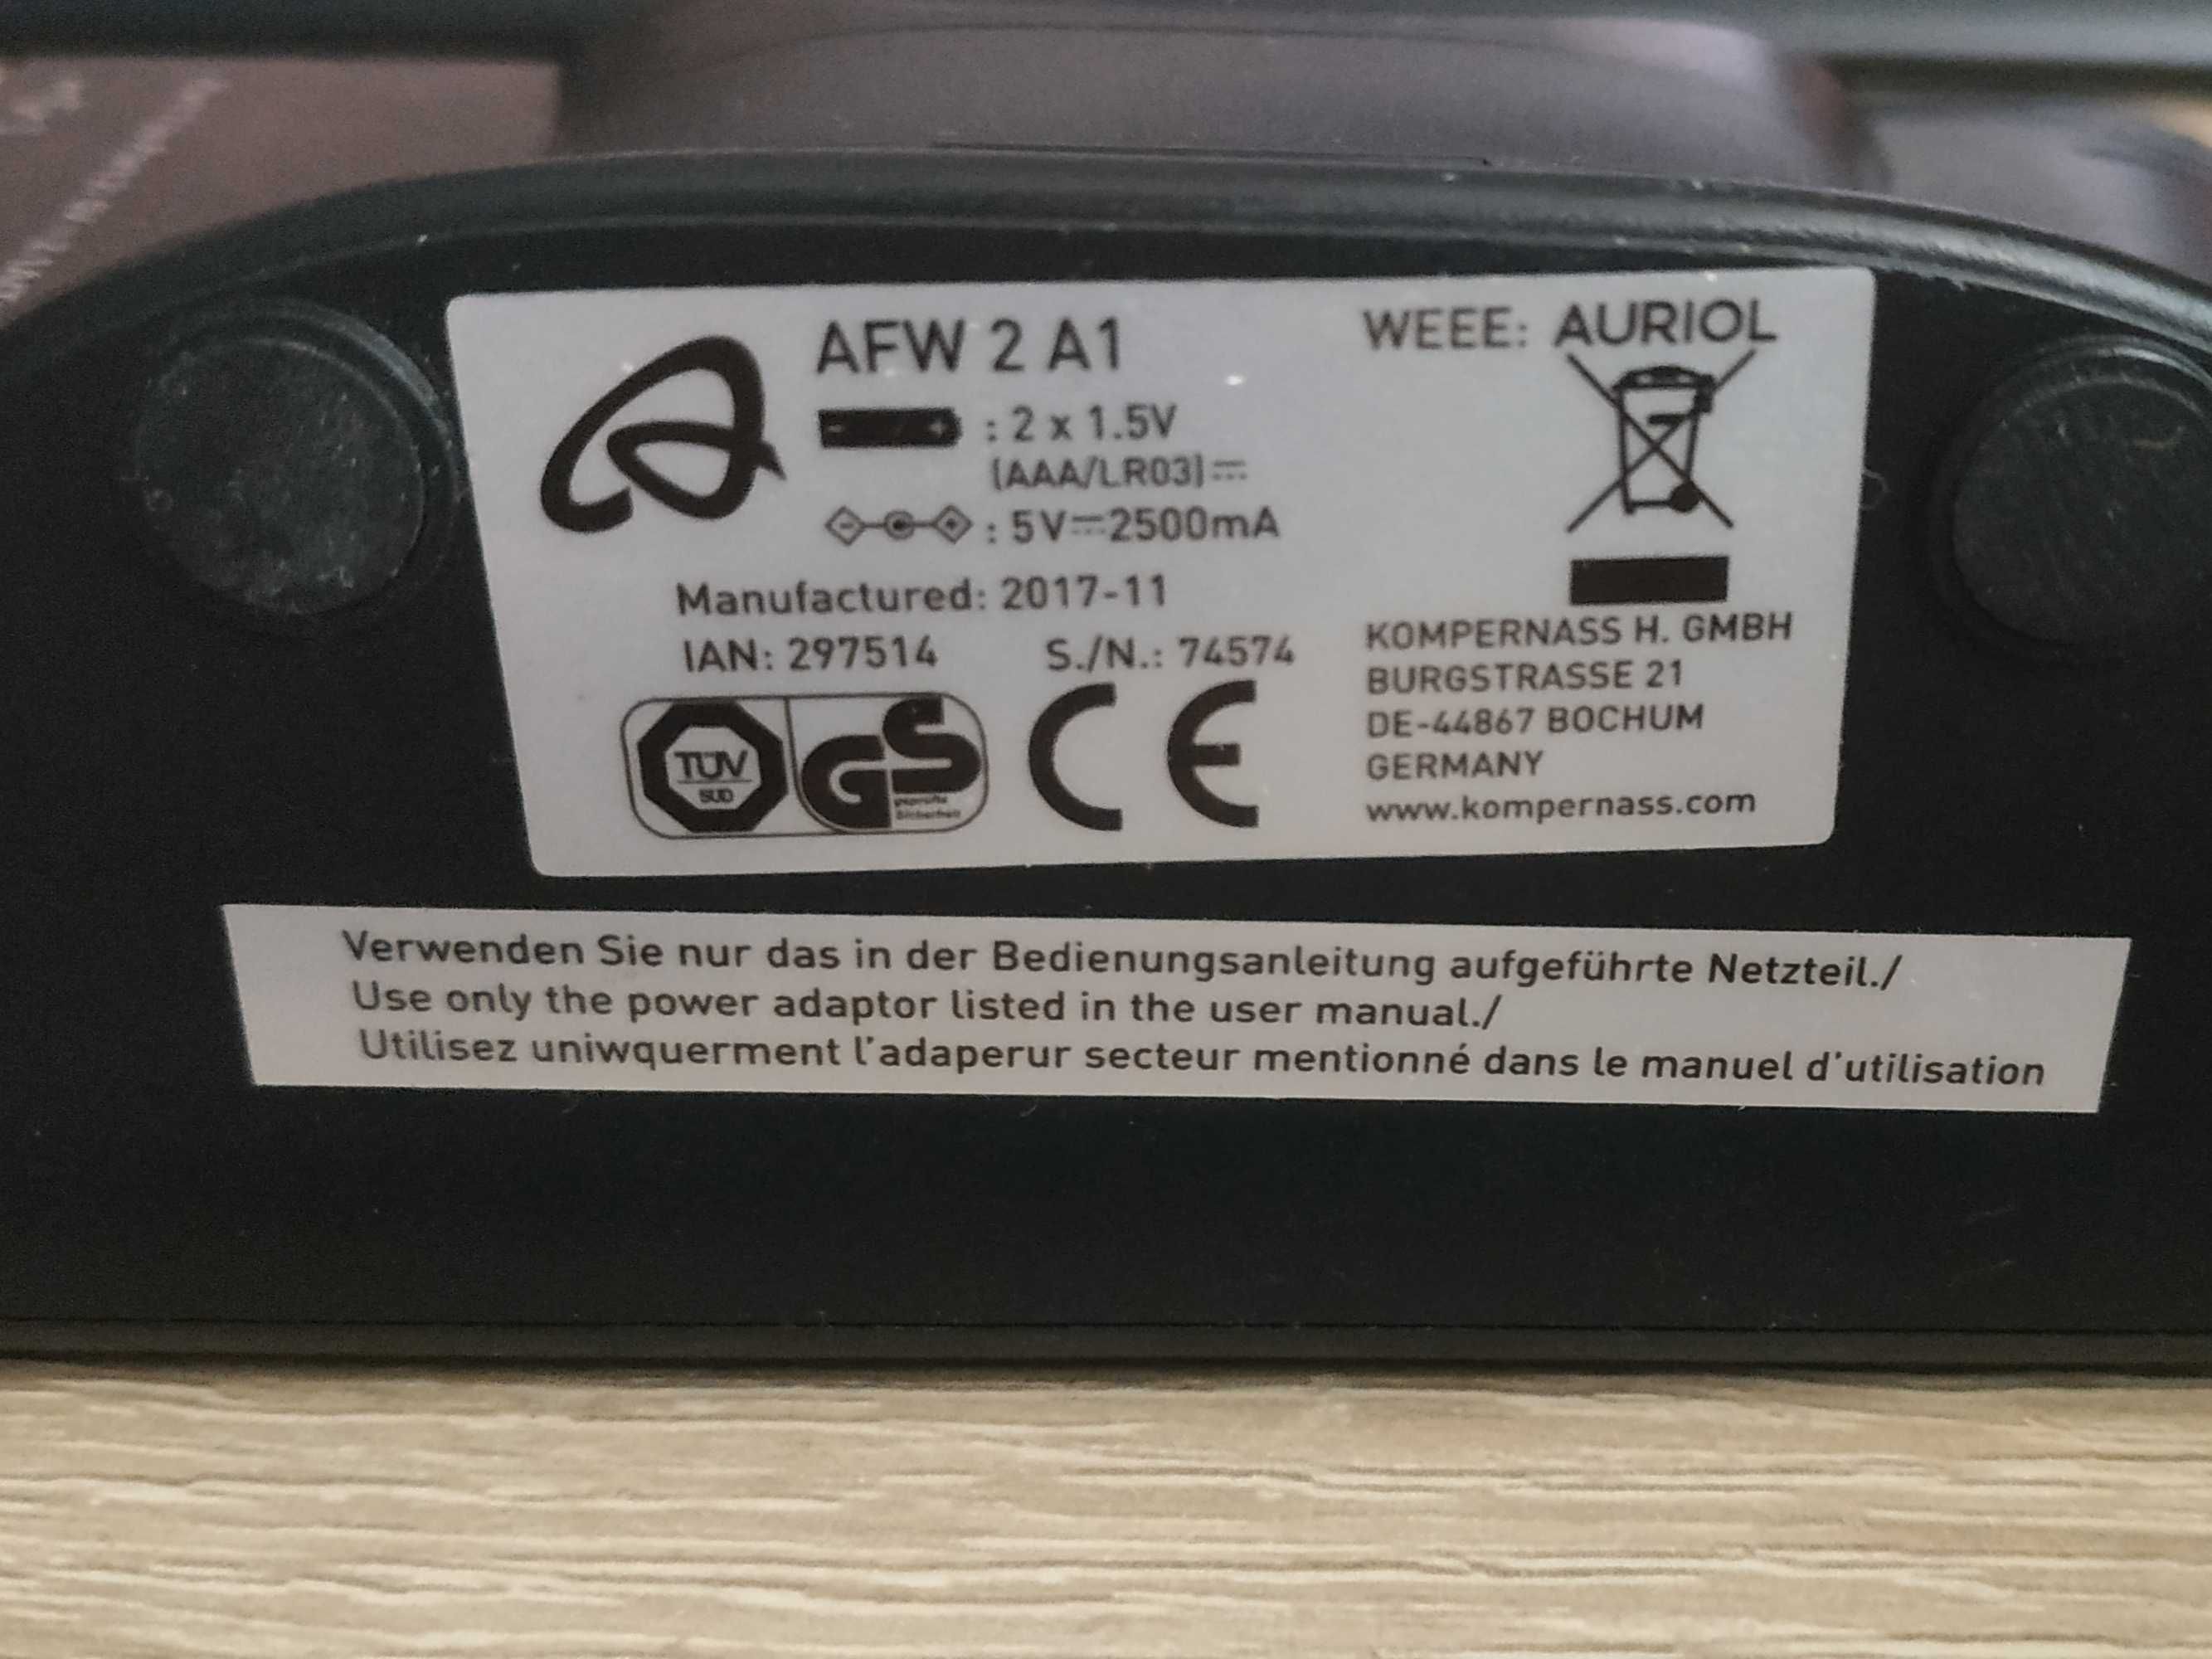 AFW 2 A1
: 2 x 1.5V
(AAA/LR03)
: 5V 2500mA
Manufactured: 2017-11
IAN: 297514 S./N.: 74574
TÜV
SÜD
GS
geprüfte
Sicherheit
CE
WEEE: AURIOL
KOMPERNASS H. GMBH
BURGSTRASSE 21
DE-44867 BOCHUM
GERMANY
www.kompernass.com
Verwenden Sie nur das in der Bedienungsanleitung aufgeführte Netzteil./
Use only the power adaptor listed in the user manual./
Utilisez uniwquerment l'adaperur secteur mentionné dans le manuel d'utilisation